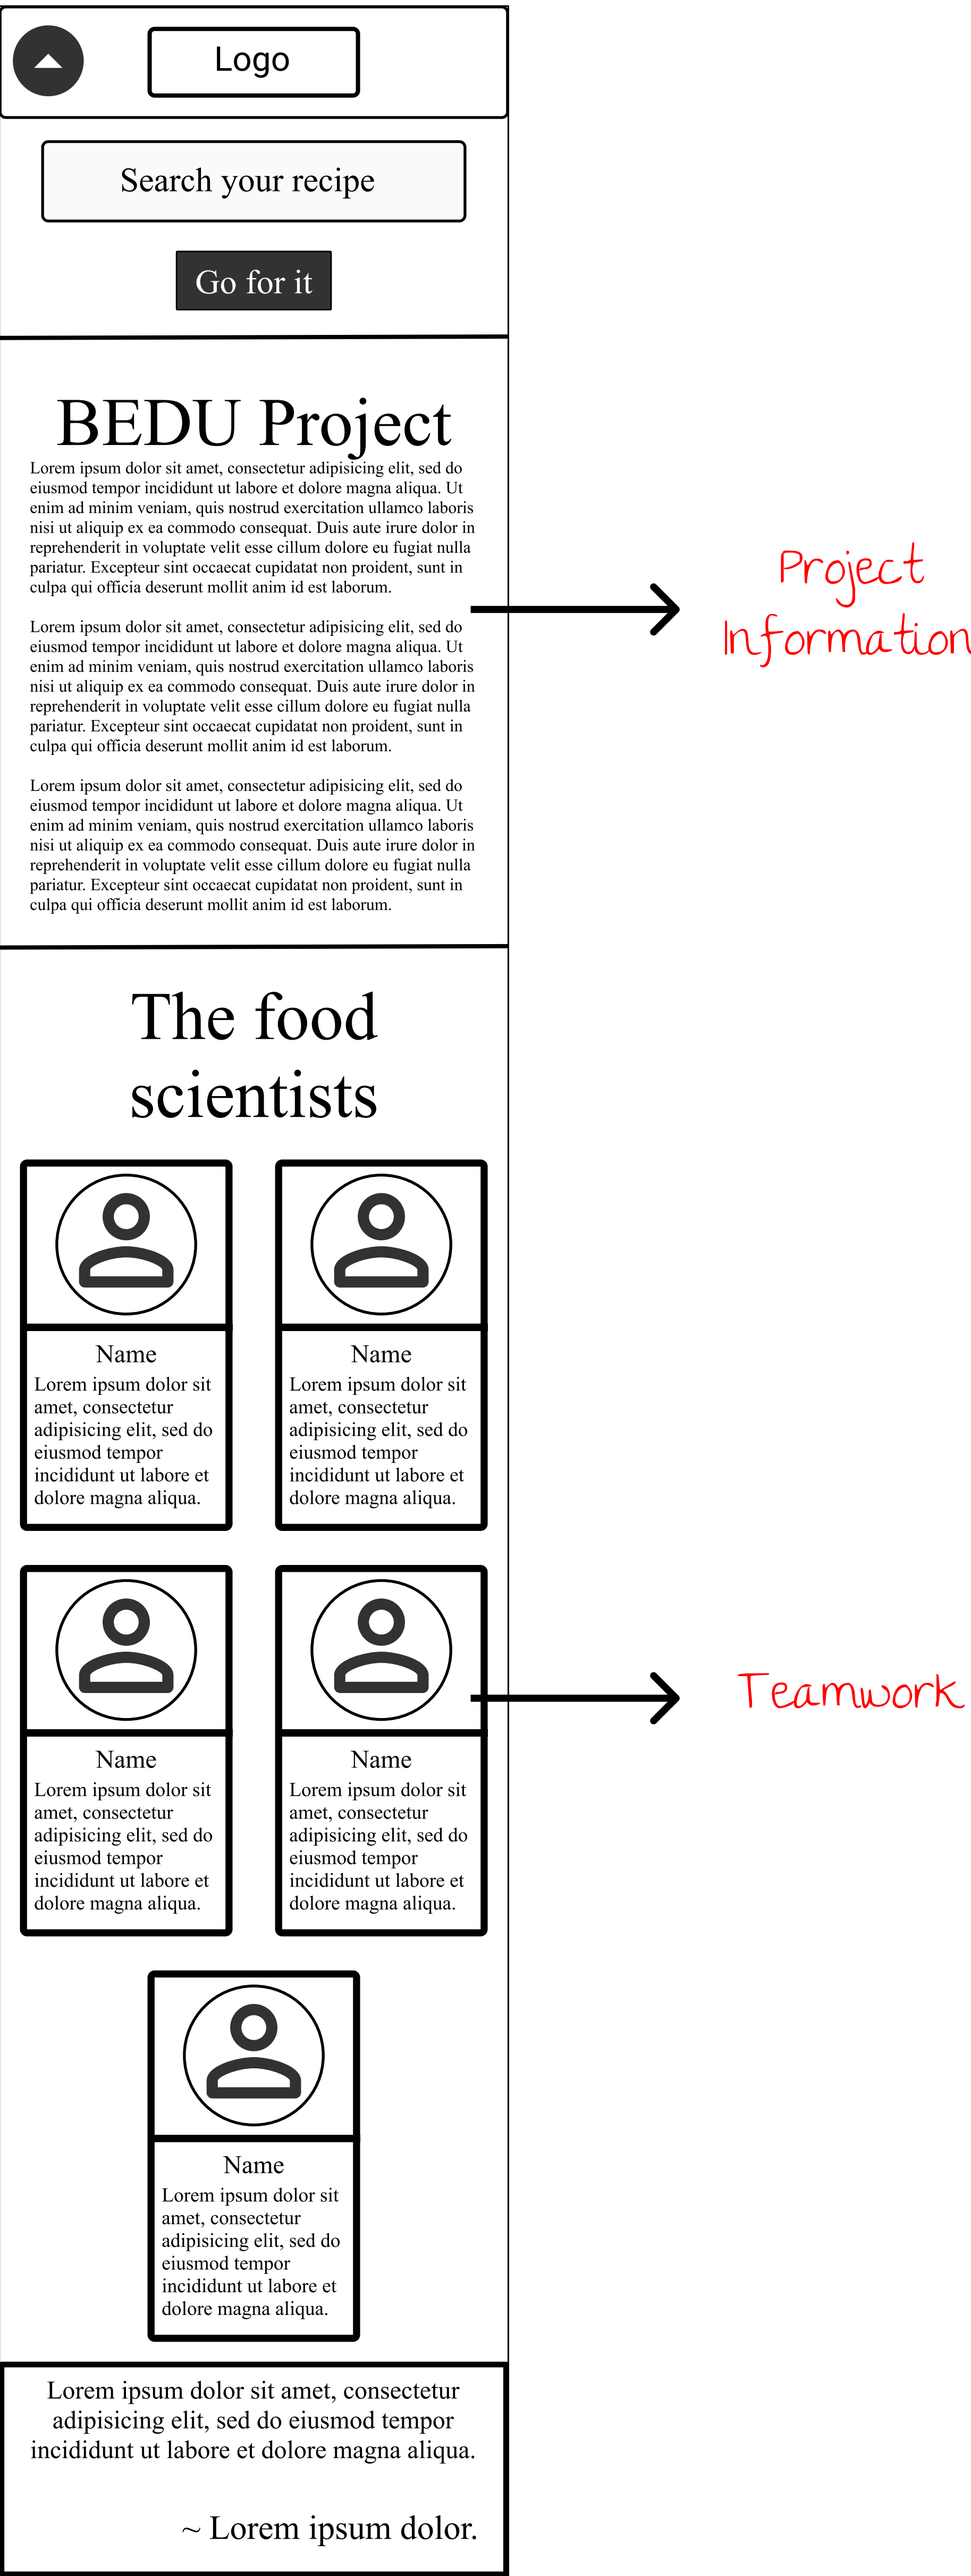 Logo
Search your recipe
Go for it
BEDU Project
Lorem ipsum dolor sit amet, consectetur adipisicing elit, sed do
eiusmod tempor incididunt ut labore et dolore magna aliqua. Ut
enim ad minim veniam, quis nostrud exercitation ullamco laboris
nisi ut aliquip ex ea commodo consequat. Duis aute irure dolor in
reprehenderit in voluptate velit esse cillum dolore eu fugiat nulla
pariatur. Excepteur sint occaecat cupidatat non proident, sunt in
culpa qui officia deserunt mollit anim id est laborum.
Project
Information
Lorem ipsum dolor sit amet, consectetur adipisicing elit, sed do
eiusmod tempor incididunt ut labore et dolore magna aliqua. Ut
enim ad minim veniam, quis nostrud exercitation ullamco laboris
nisi ut aliquip ex ea commodo consequat. Duis aute irure dolor in
reprehenderit in voluptate velit esse cillum dolore eu fugiat nulla
pariatur. Excepteur sint occaecat cupidatat non proident, sunt in
culpa qui officia deserunt mollit anim id est laborum.
Lorem ipsum dolor sit amet, consectetur adipisicing elit, sed do
eiusmod tempor incididunt ut labore et dolore magna aliqua. Ut
enim ad minim veniam, quis nostrud exercitation ullamco laboris
nisi ut aliquip ex ea commodo consequat. Duis aute irure dolor in
reprehenderit in voluptate velit esse cillum dolore eu fugiat nulla
pariatur. Excepteur sint occaecat cupidatat non proident, sunt in
culpa qui officia deserunt mollit anim id est laborum.
The food
scientists
Name
Lorem ipsum dolor sit
amet, consectetur
adipisicing elit, sed do
eiusmod tempor
incididunt ut labore et
dolore magna aliqua.
Name
Lorem ipsum dolor sit
amet, consectetur
adipisicing elit, sed do
eiusmod tempor
incididunt ut labore et
dolore magna aliqua.
Name
Lorem ipsum dolor sit
amet, consectetur
adipisicing elit, sed do
eiusmod tempor
incididunt ut labore et
dolore magna aliqua.
Name
Lorem ipsum dolor sit
amet, consectetur
adipisicing elit, sed do
eiusmod tempor
incididunt ut labore et
dolore magna aliqua.
Teamwork
Name
Lorem ipsum dolor sit
amet, consectetur
adipisicing elit, sed do
eiusmod tempor
incididunt ut labore et
dolore magna aliqua.
Lorem ipsum dolor sit amet, consectetur
adipisicing elit, sed do eiusmod tempor
incididunt ut labore et dolore magna aliqua.
~ Lorem ipsum dolor.